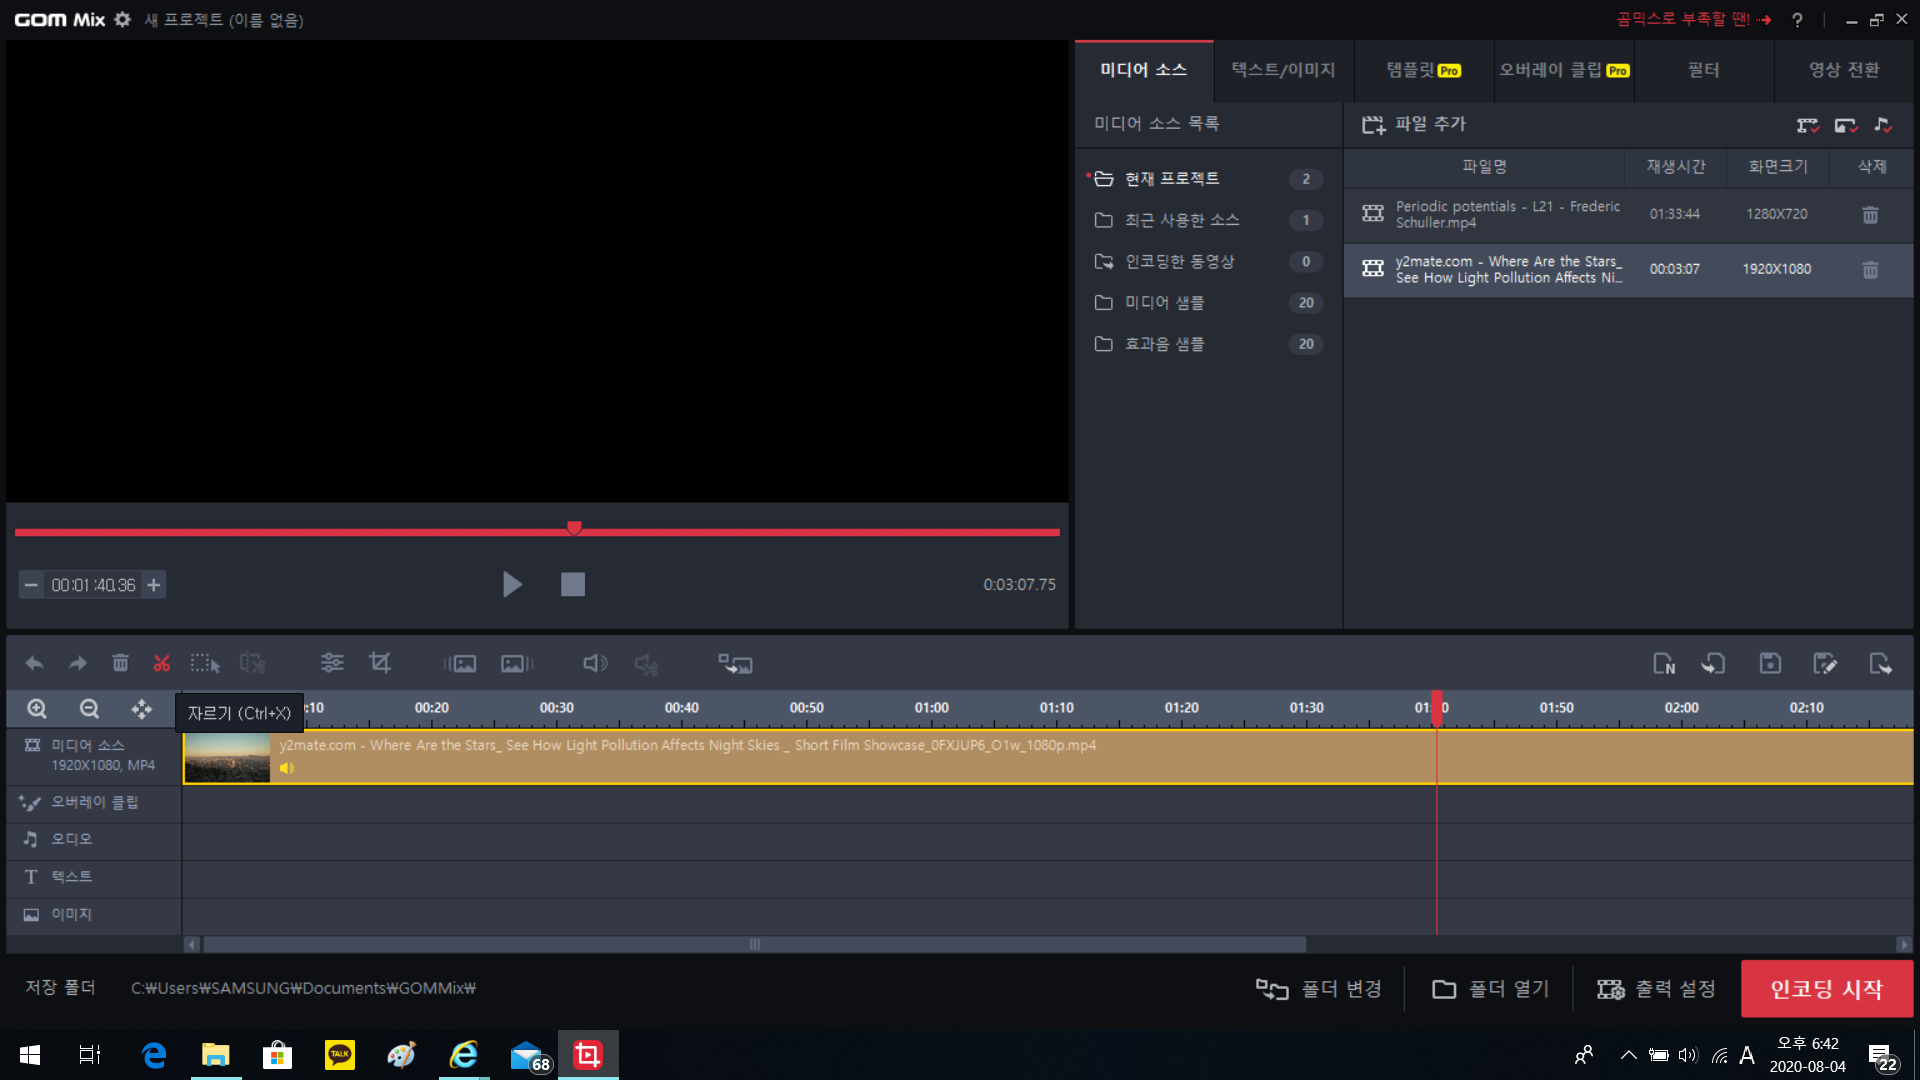 GOM Mix 새 프로젝트 (이름 없음) 곰믹스로 부족할 땐! ?
미디어 소스 텍스트/이미지 템플릿 Pro 오버레이 클립 Pro 필터 영상 전환
미디어 소스 목록 파일 추가
파일명 재생시간 화면크기 삭제
현재 프로젝트 2
최근 사용한 소스 1
인코딩한 동영상 0
미디어 샘플 20
효과음 샘플 20
Periodic potentials - L21 - Frederic
Schuller.mp4 01:33:44 1280X720
y2mate.com - Where Are the Stars_
See How Light Pollution Affects Ni... 00:03:07 1920X1080
00:01:40.36 0:03:07.75
자르기 (Ctrl+X)
:10 00:20 00:30 00:40 00:50 01:00 01:10 01:20 01:30 01: 0 01:50 02:00 02:10
미디어 소스
1920X1080, MP4
y2mate.com - Where Are the Stars_ See How Light Pollution Affects Night Skies _ Short Film Showcase_0FXJUP6_O1w_1080p.mp4
오버레이 클립
오디오
T 텍스트
이미지
저장 폴더 C:₩Users₩SAMSUNG₩Documents₩GOMMix₩ 폴더 변경 폴더 열기 출력 설정 인코딩 시작
TALK 68 A 오후 6:42
2020-08-04 22